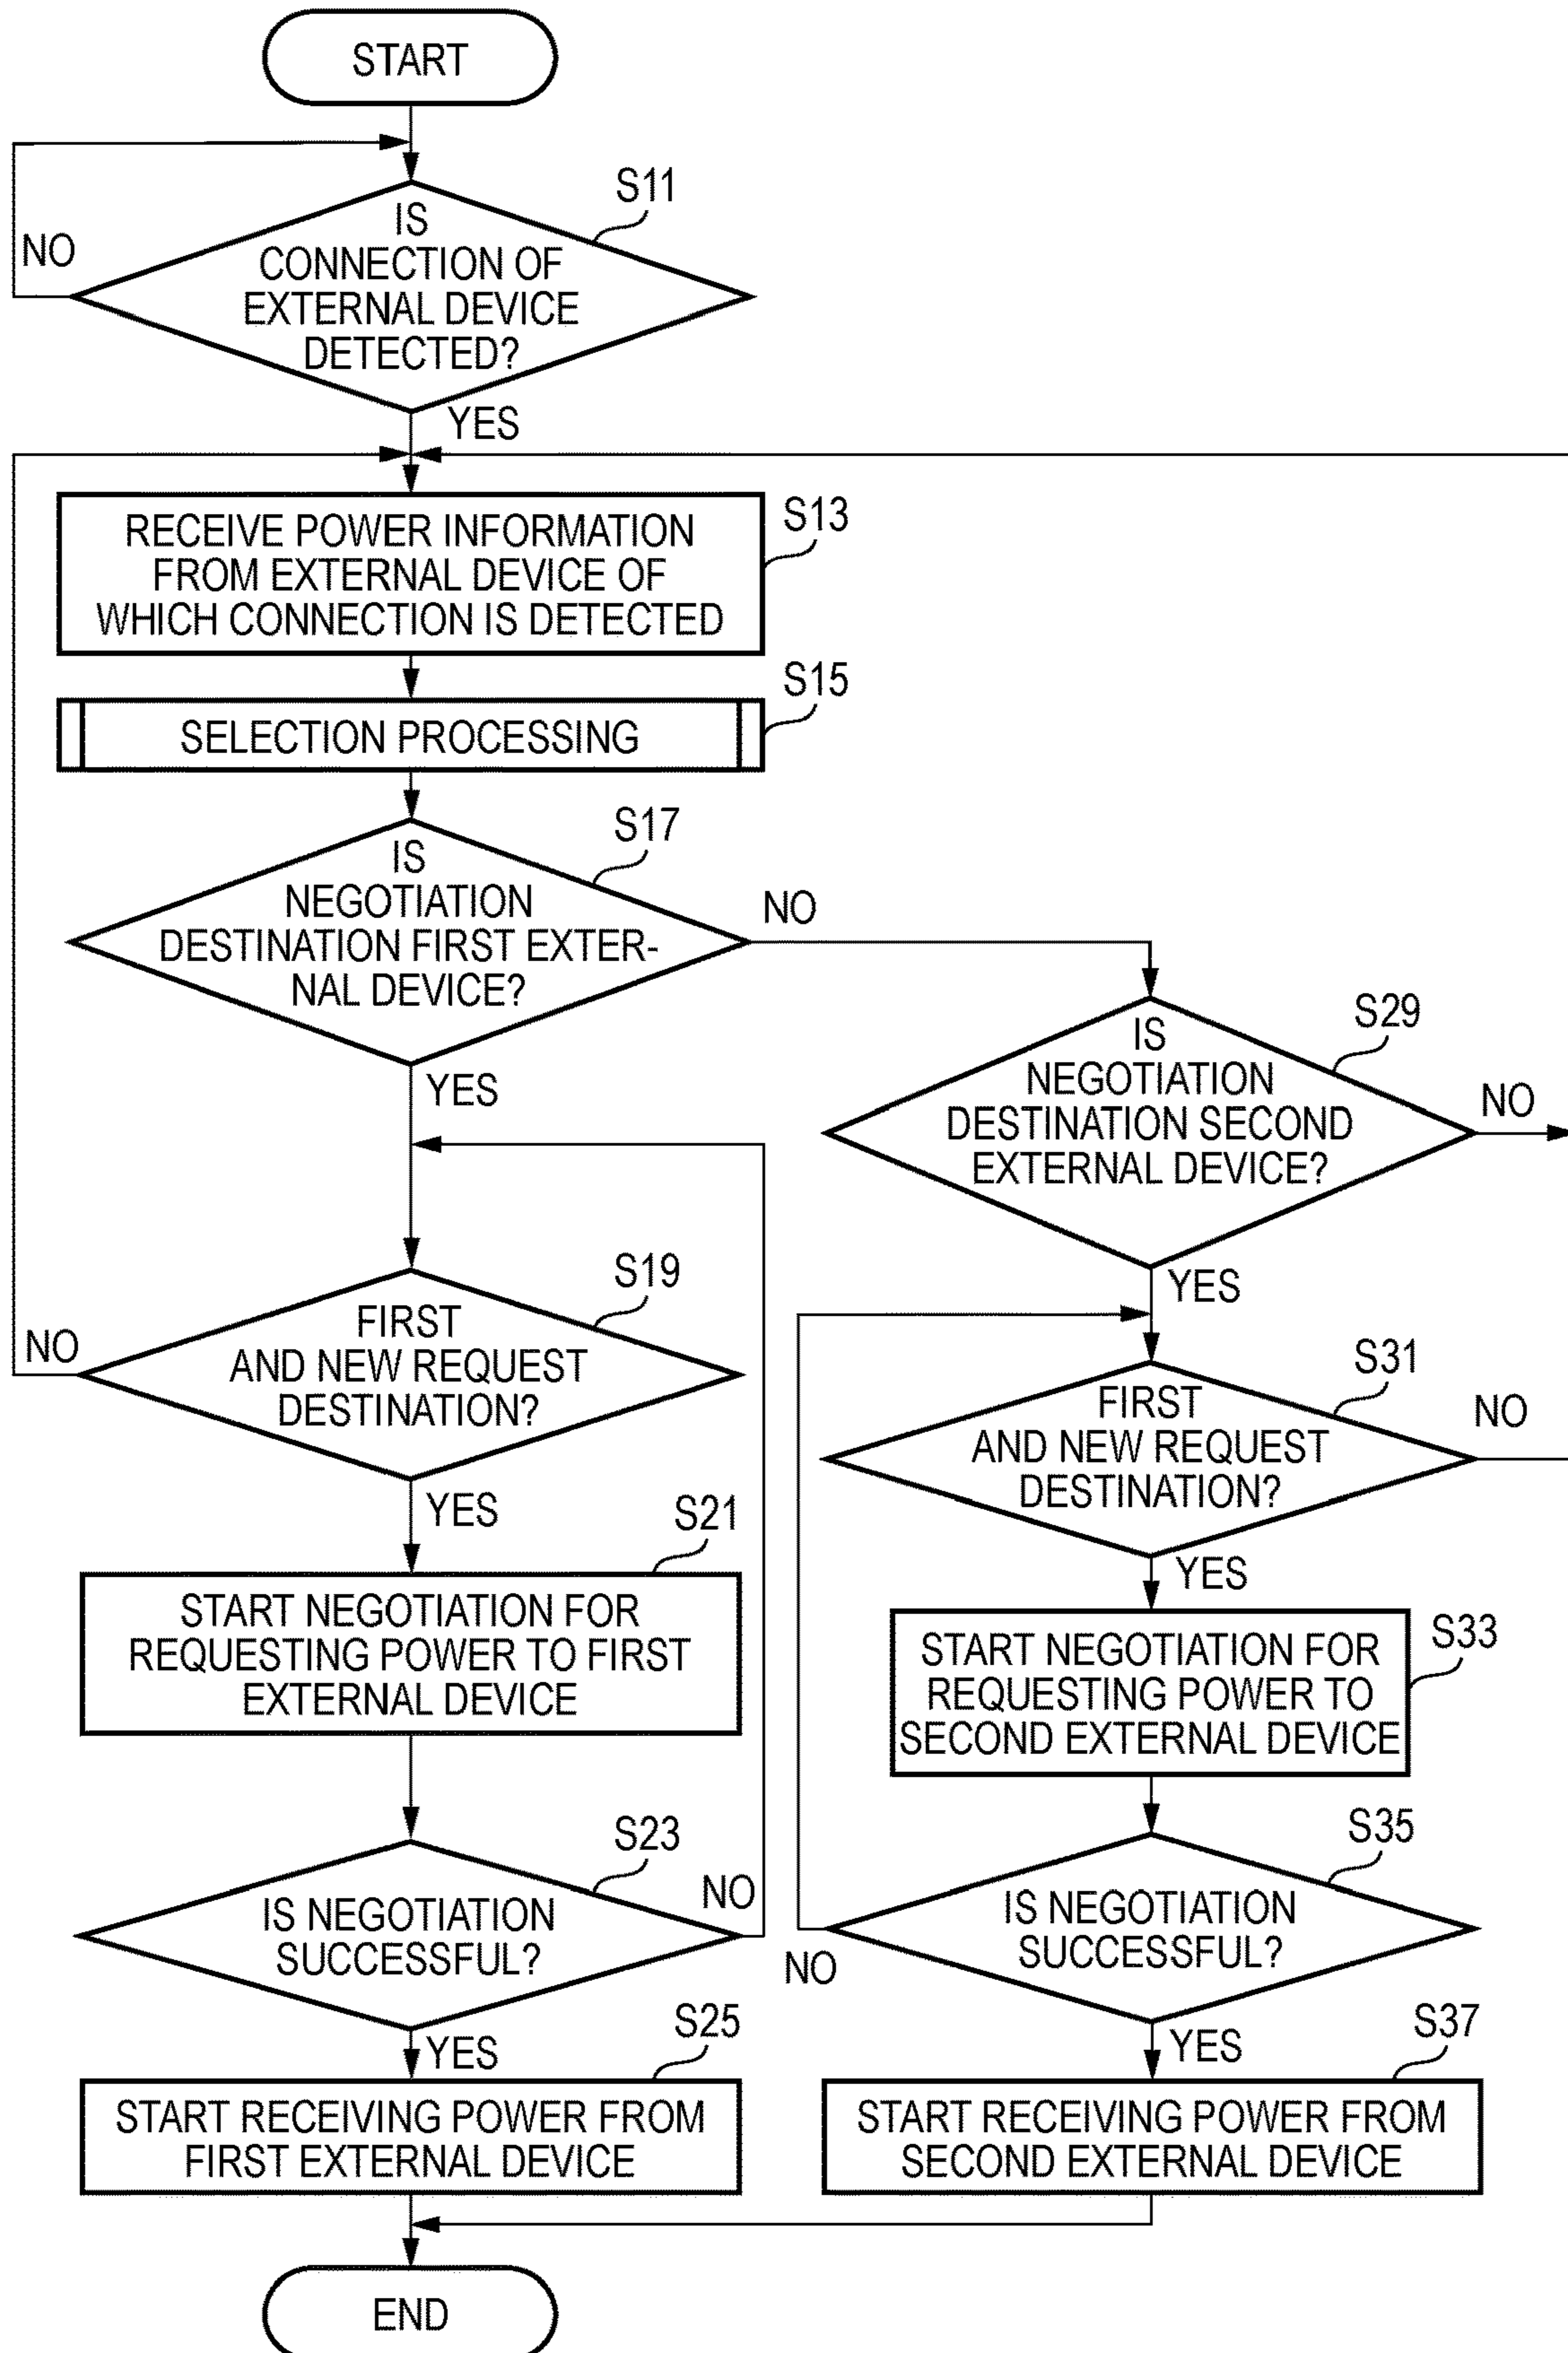 START
S11
IS
CONNECTION OF
EXTERNAL DEVICE
DETECTED?
NO
YES
S13
RECEIVE POWER INFORMATION
FROM EXTERNAL DEVICE OF
WHICH CONNECTION IS DETECTED
S15
SELECTION PROCESSING
S17
IS
NEGOTIATION
DESTINATION FIRST EXTER-
NAL DEVICE?
NO
YES
S29
IS
NEGOTIATION
DESTINATION SECOND
EXTERNAL DEVICE?
NO
YES
S19
FIRST
AND NEW REQUEST
DESTINATION?
NO
YES
S31
FIRST
AND NEW REQUEST
DESTINATION?
NO
YES
S21
START NEGOTIATION FOR
REQUESTING POWER TO FIRST
EXTERNAL DEVICE
S33
START NEGOTIATION FOR
REQUESTING POWER TO
SECOND EXTERNAL DEVICE
S23
IS NEGOTIATION
SUCCESSFUL?
NO
YES
S35
IS NEGOTIATION
SUCCESSFUL?
NO
YES
S25
START RECEIVING POWER FROM
FIRST EXTERNAL DEVICE
S37
START RECEIVING POWER FROM
SECOND EXTERNAL DEVICE
END